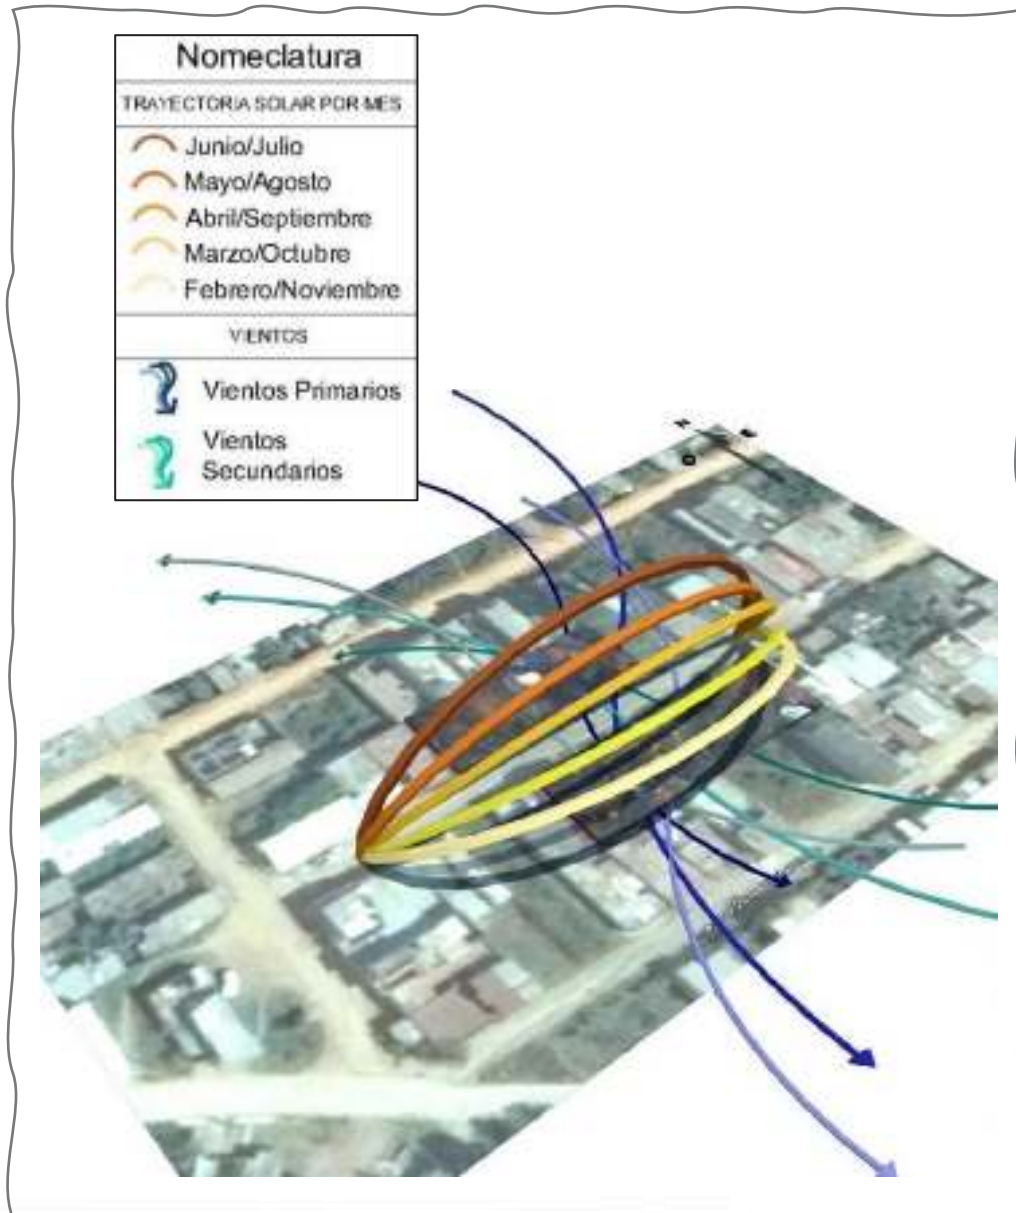 Nomeclatura
TRAYECTORIA SOLAR POR MES
Junio/Julio
Mayo/Agosto
Abril/Septiembre
Marzo/Octubre
Febrero/Noviembre
VIENTOS
Vientos Primarios
Vientos
Secundarios
N
O